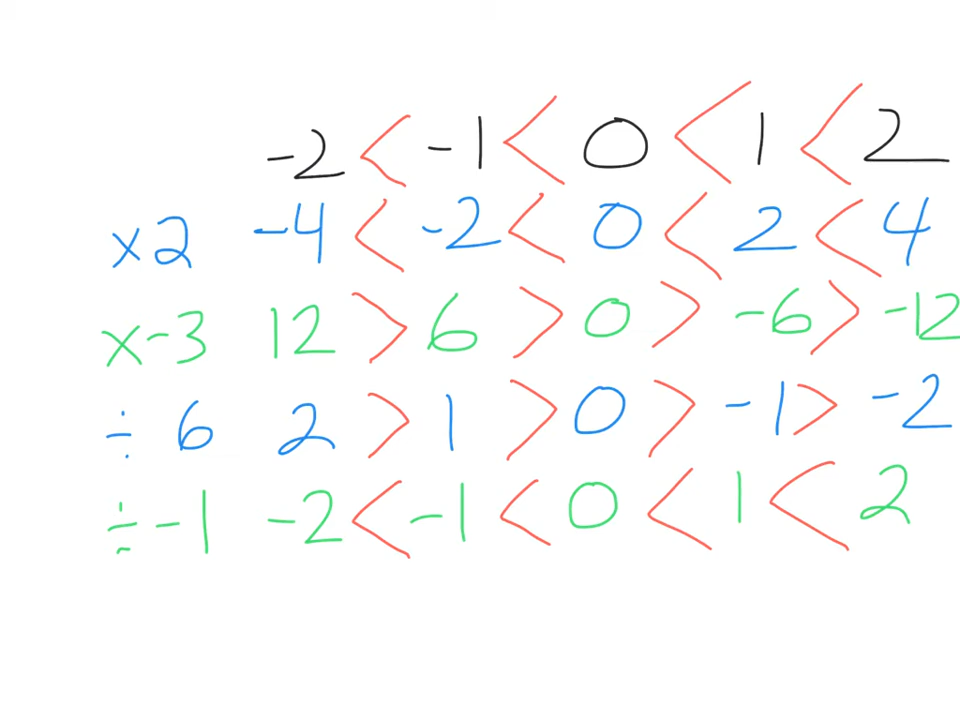 -2 < -1 < 0 < 1 < 2
x2 -4 < -2 < 0 < 2 < 4
x-3 12 > 6 > 0 > -6 > -12
÷ 6 2 > 1 > 0 > -1 > -2
÷ -1 -2 < -1 < 0 < 1 < 2